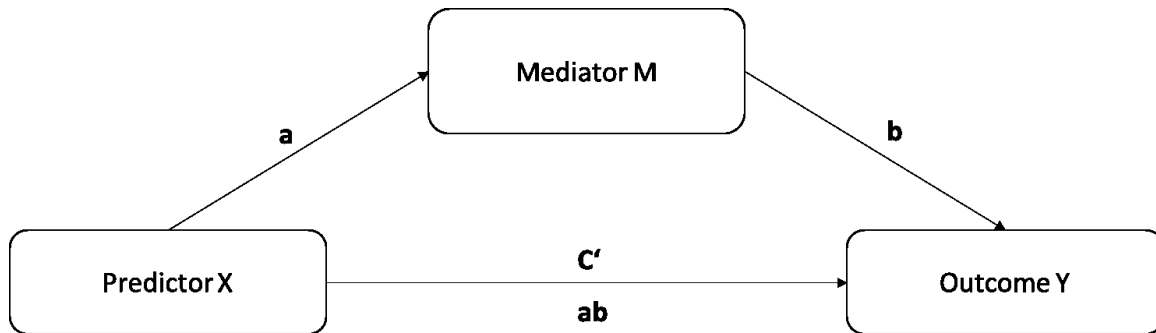 Mediator M
a
b
Predictor X
C‘
ab
Outcome Y